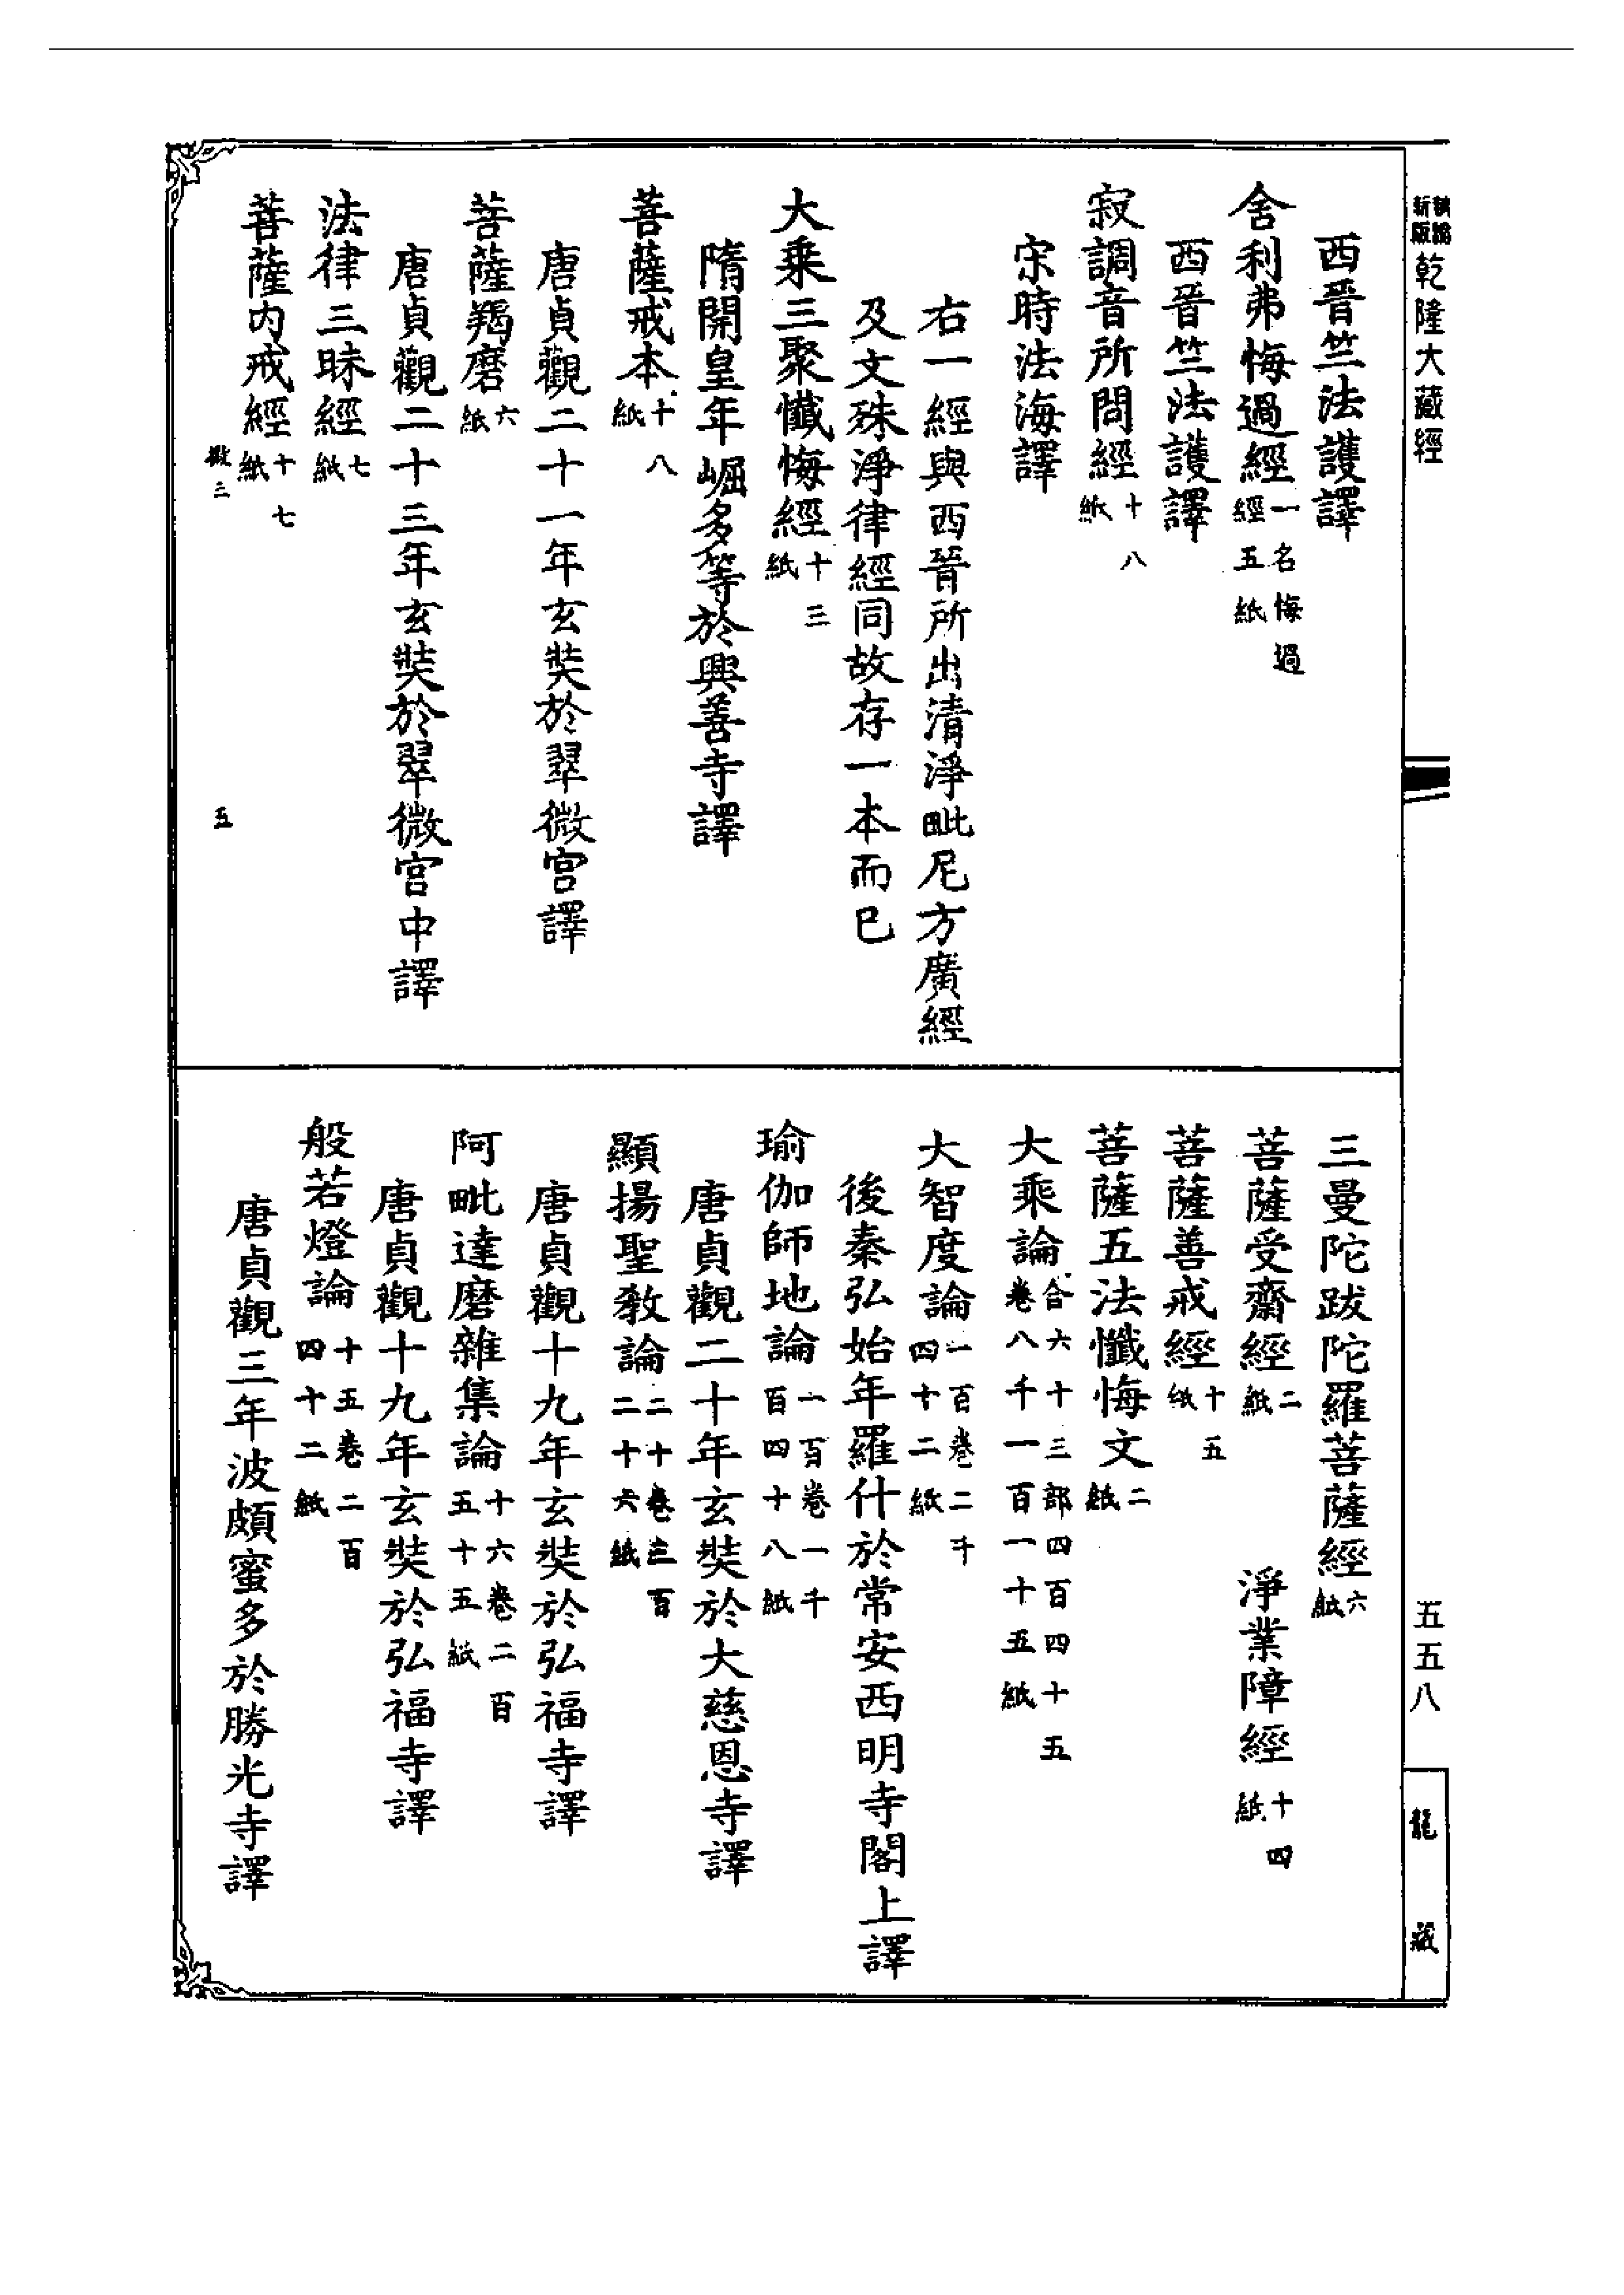 新編
新版
乾隆大藏經
西晉竺法護譯
舍利弗悔過經一名悔過經五紙
西晉竺法護譯
寂調音所問經十八紙
宋時法海譯
右一經與西晉所出清淨毗尼方廣經
及文殊淨律經同故存一本而已
大乘三聚懺悔經十三紙
隋開皇年崛多等於興善寺譯
菩薩戒本十八紙
唐貞觀二十一年玄奘於翠微宮譯
菩薩羯磨六紙
唐貞觀二十三年玄奘於翠微宮中譯
法律三昧經七紙
菩薩內戒經十七紙
三 五
五五八
龍藏
三曼陀跋陀羅菩薩經六紙
菩薩受齋經二紙 淨業障經十四紙
菩薩善戒經十五紙
菩薩五法懺悔文二紙
大乘論合六十三部四百四十五卷八千一百一十五紙
大智度論一百卷二千四十二紙
後秦弘始年羅什於常安西明寺閣上譯
瑜伽師地論一百卷一千百四十八紙
唐貞觀二十年玄奘於大慈恩寺譯
顯揚聖教論二十卷三百二十六紙
唐貞觀十九年玄奘於弘福寺譯
阿毗達磨雜集論十六卷二百五十五紙
唐貞觀十九年玄奘於弘福寺譯
般若燈論十五卷二百四十二紙
唐貞觀三年波頗蜜多於勝光寺譯